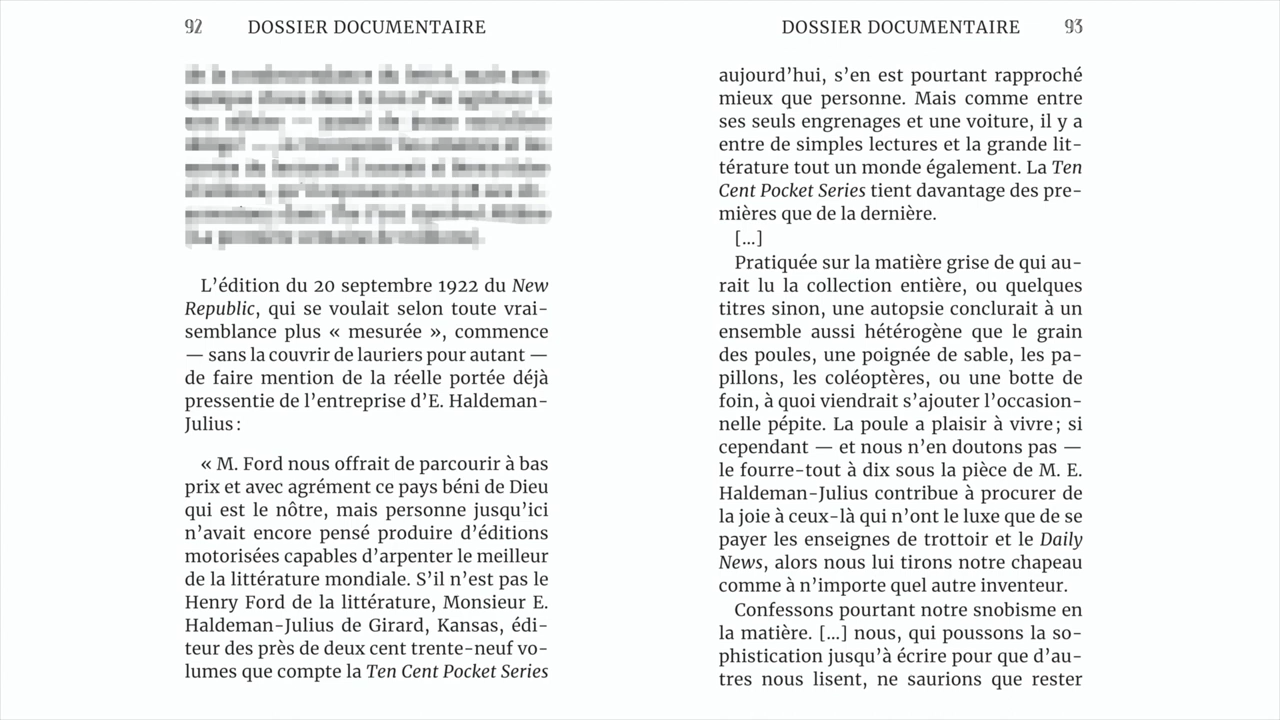 92 DOSSIER DOCUMENTAIRE
L’édition du 20 septembre 1922 du New
Republic, qui se voulait selon toute vrai-
semblance plus « mesurée », commence
— sans la couvrir de lauriers pour autant —
de faire mention de la réelle portée déjà
pressentie de l’entreprise d’E. Haldeman-
Julius :
« M. Ford nous offrait de parcourir à bas
prix et avec agrément ce pays béni de Dieu
qui est le nôtre, mais personne jusqu’ici
n’avait encore pensé produire d’éditions
motorisées capables d’arpenter le meilleur
de la littérature mondiale. S’il n’est pas le
Henry Ford de la littérature, Monsieur E.
Haldeman-Julius de Girard, Kansas, édi-
teur des près de deux cent trente-neuf vo-
lumes que compte la Ten Cent Pocket Series
DOSSIER DOCUMENTAIRE 93
aujourd’hui, s’en est pourtant rapproché
mieux que personne. Mais comme entre
ses seuls engrenages et une voiture, il y a
entre de simples lectures et la grande lit-
térature tout un monde également. La Ten
Cent Pocket Series tient davantage des pre-
mières que de la dernière.
[...]
Pratiquée sur la matière grise de qui au-
rait lu la collection entière, ou quelques
titres sinon, une autopsie conclurait à un
ensemble aussi hétérogène que le grain
des poules, une poignée de sable, les pa-
pillons, les coléoptères, ou une botte de
foin, à quoi viendrait s’ajouter l’occasion-
nelle pépite. La poule a plaisir à vivre ; si
cependant — et nous n’en doutons pas —
le fourre-tout à dix sous la pièce de M. E.
Haldeman-Julius contribue à procurer de
la joie à ceux-là qui n’ont le luxe que de se
payer les enseignes de trottoir et le Daily
News, alors nous lui tirons notre chapeau
comme à n’importe quel autre inventeur.
Confessons pourtant notre snobisme en
la matière. [...] nous, qui poussons la so-
phistication jusqu’à écrire pour que d’au-
tres nous lisent, ne saurions que rester